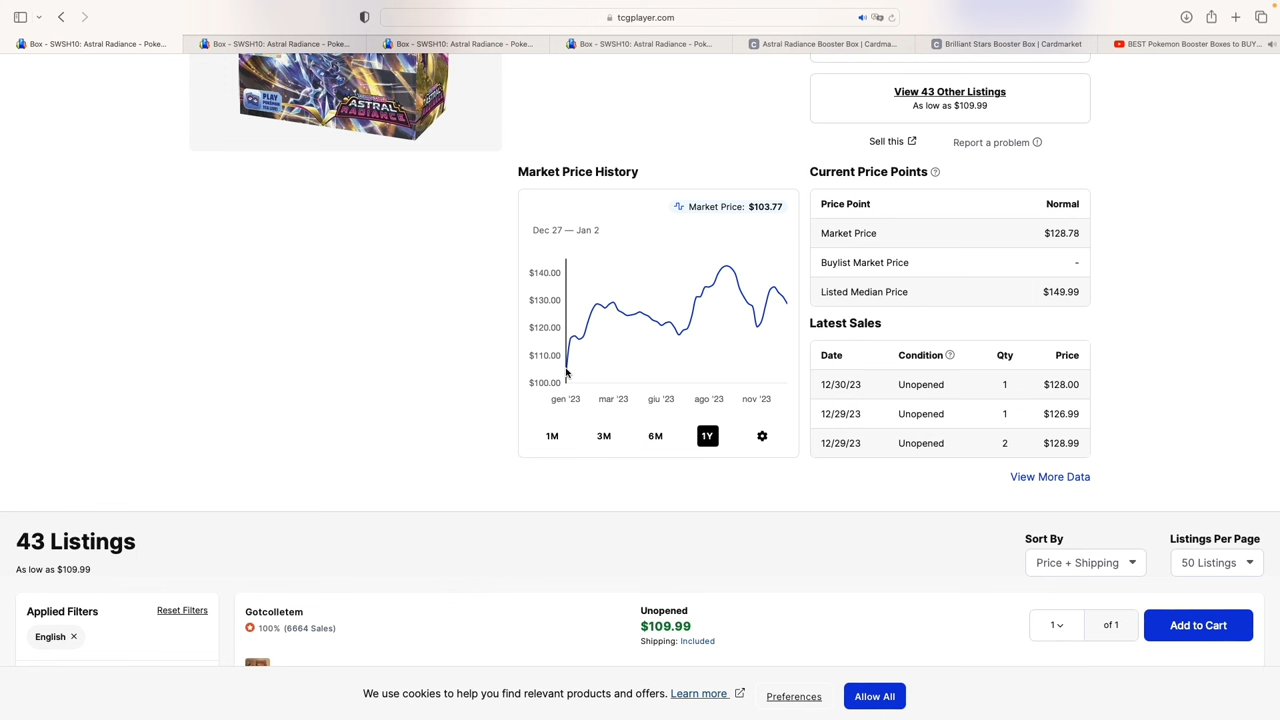 tcgplayer.com
Box - SWSH10: Astral Radiance - Poke...
Box - SWSH10: Astral Radiance - Poke...
Box - SWSH10: Astral Radiance - Poke...
Box - SWSH10: Astral Radiance - Pok...
Astral Radiance Booster Box | Cardma...
Brilliant Stars Booster Box | Cardmarket
BEST Pokemon Booster Boxes to BUY...
PLAY
ASTRAL
RADIANCE
View 43 Other Listings
As low as $109.99
Sell this
Report a problem
Market Price History
Market Price: $103.77
Dec 27 — Jan 2
$140.00
$130.00
$120.00
$110.00
$100.00
gen '23 mar '23 giu '23 ago '23 nov '23
1M 3M 6M 1Y
Current Price Points
Price Point Normal
Market Price $128.78
Buylist Market Price -
Listed Median Price $149.99
Latest Sales
Date Condition Qty Price
12/30/23 Unopened 1 $128.00
12/29/23 Unopened 1 $126.99
12/29/23 Unopened 2 $128.99
View More Data
43 Listings
As low as $109.99
Sort By
Price + Shipping
Listings Per Page
50 Listings
Applied Filters Reset Filters
English ×
Gotcolletem
100% (6664 Sales)
Unopened
$109.99
Shipping: Included
1 of 1
Add to Cart
We use cookies to help you find relevant products and offers. Learn more
Preferences
Allow All